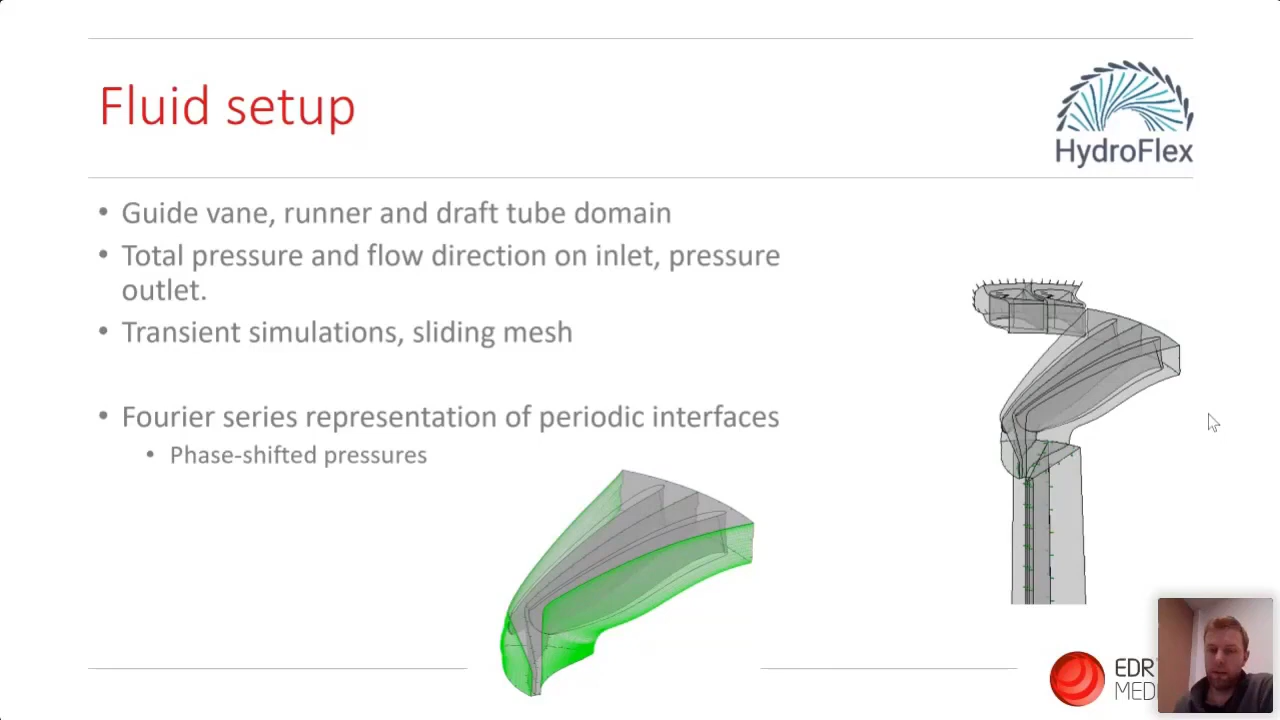 Fluid setup
HydroFlex
• Guide vane, runner and draft tube domain
• Total pressure and flow direction on inlet, pressure
outlet.
• Transient simulations, sliding mesh
• Fourier series representation of periodic interfaces
• Phase-shifted pressures
EDR
MED